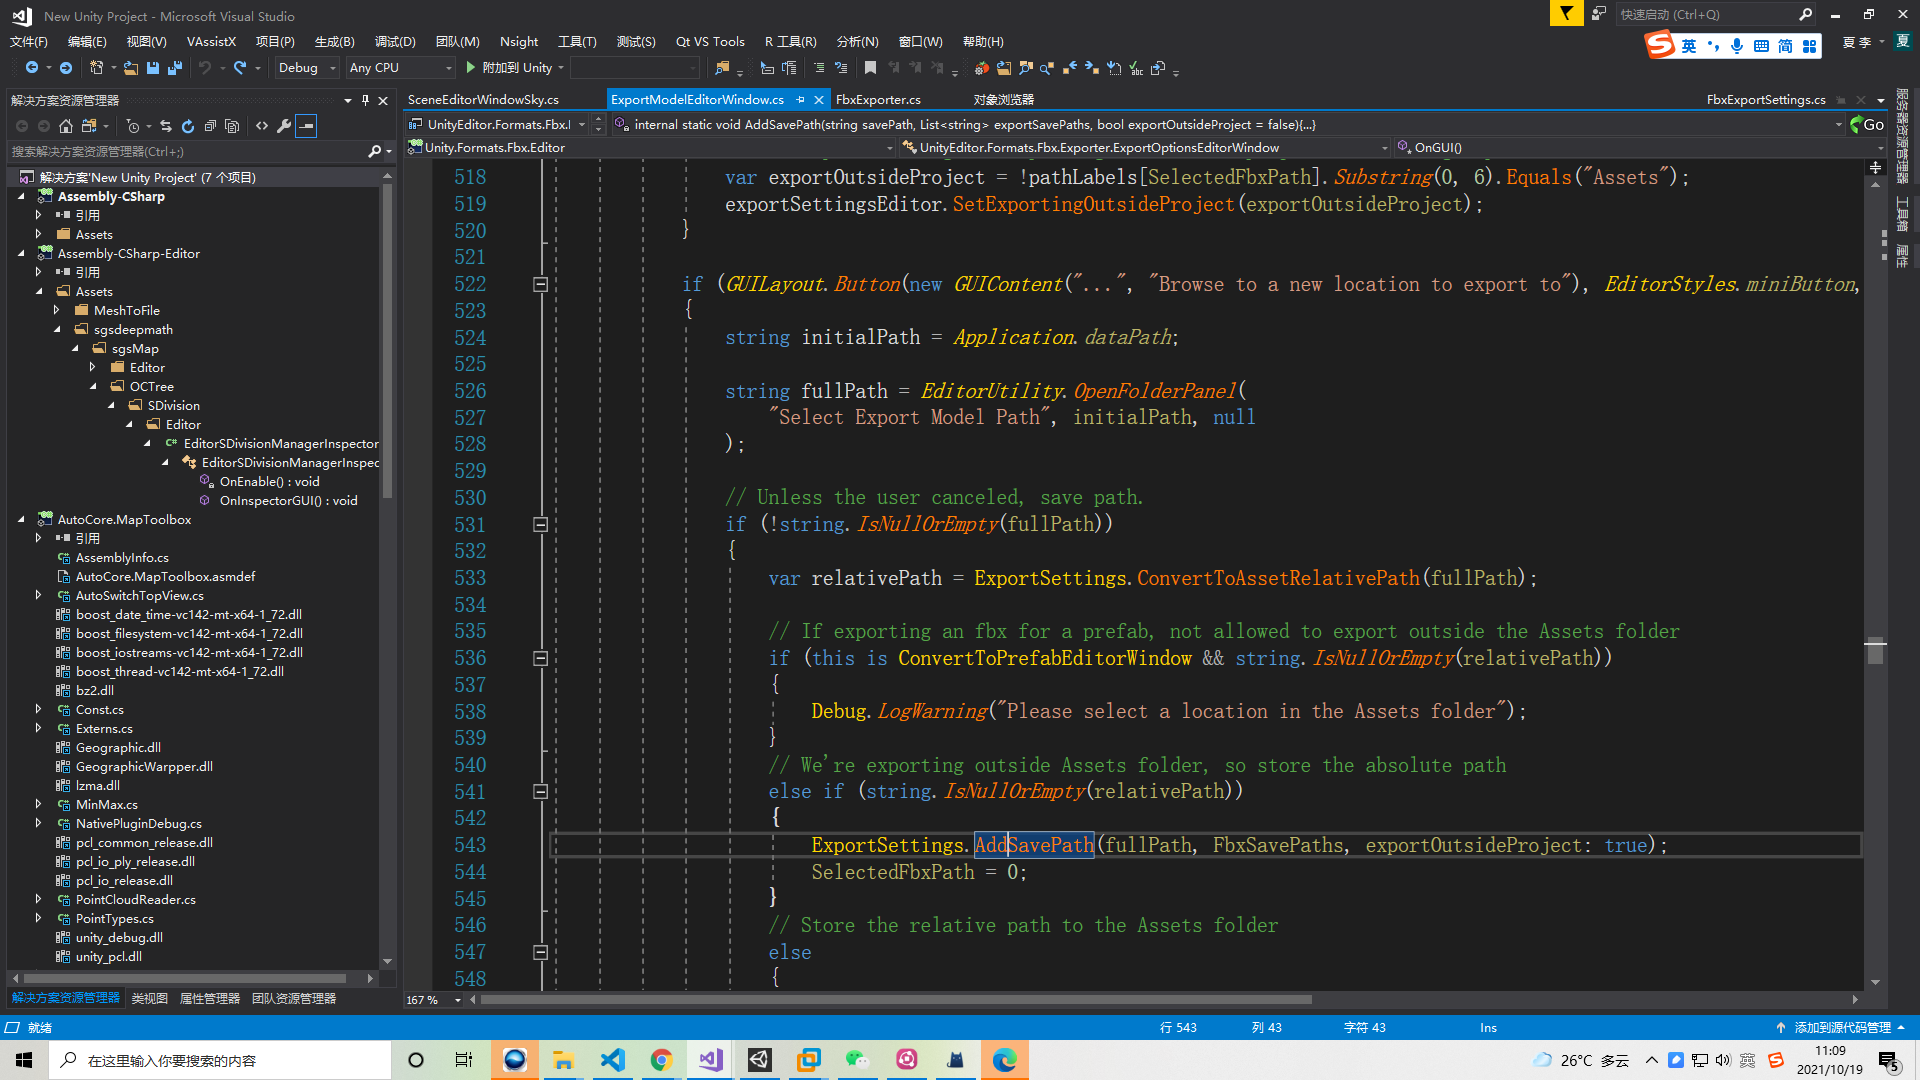 New Unity Project - Microsoft Visual Studio
快速启动 (Ctrl+Q)
文件(F) 编辑(E) 视图(V) VAssistX 项目(P) 生成(B) 调试(D) 团队(M) Nsight 工具(T) 测试(S) Qt VS Tools R 工具(R) 分析(N) 窗口(W) 帮助(H)
夏 李 夏
英 简
Debug Any CPU 附加到 Unity
解决方案资源管理器
搜索解决方案资源管理器(Ctrl+;)
解决方案'New Unity Project' (7 个项目)
Assembly-CSharp
引用
Assets
Assembly-CSharp-Editor
引用
Assets
MeshToFile
sgsdeepmath
sgsMap
Editor
OCTree
SDivision
Editor
EditorSDivisionManagerInspector
EditorSDivisionManagerInspec
OnEnable() : void
OnInspectorGUI() : void
AutoCore.MapToolbox
引用
AssemblyInfo.cs
AutoCore.MapToolbox.asmdef
AutoSwitchTopView.cs
boost_date_time-vc142-mt-x64-1_72.dll
boost_filesystem-vc142-mt-x64-1_72.dll
boost_iostreams-vc142-mt-x64-1_72.dll
boost_thread-vc142-mt-x64-1_72.dll
bz2.dll
Const.cs
Externs.cs
Geographic.dll
GeographicWarpper.dll
lzma.dll
MinMax.cs
NativePluginDebug.cs
pcl_common_release.dll
pcl_io_ply_release.dll
pcl_io_release.dll
PointCloudReader.cs
PointTypes.cs
unity_debug.dll
unity_pcl.dll
解决方案资源管理器 类视图 属性管理器 团队资源管理器
SceneEditorWindowSky.cs ExportModelEditorWindow.cs FbxExporter.cs 对象浏览器 FbxExportSettings.cs
UnityEditor.Formats.Fbx.I internal static void AddSavePath(string savePath, List<string> exportSavePaths, bool exportOutsideProject = false){...} Go
Unity.Formats.Fbx.Editor UnityEditor.Formats.Fbx.Exporter.ExportOptionsEditorWindow OnGUI()
518 var exportOutsideProject = !pathLabels[SelectedFbxPath].Substring(0, 6).Equals("Assets");
519 exportSettingsEditor.SetExportingOutsideProject(exportOutsideProject);
520 }
521
522 if (GUILayout.Button(new GUIContent("...", "Browse to a new location to export to"), EditorStyles.miniButton,
523 {
524 string initialPath = Application.dataPath;
525
526 string fullPath = EditorUtility.OpenFolderPanel(
527 "Select Export Model Path", initialPath, null
528 );
529
530 // Unless the user canceled, save path.
531 if (!string.IsNullOrEmpty(fullPath))
532 {
533 var relativePath = ExportSettings.ConvertToAssetRelativePath(fullPath);
534
535 // If exporting an fbx for a prefab, not allowed to export outside the Assets folder
536 if (this is ConvertToPrefabEditorWindow && string.IsNullOrEmpty(relativePath))
537 {
538 Debug.LogWarning("Please select a location in the Assets folder");
539 }
540 // We're exporting outside Assets folder, so store the absolute path
541 else if (string.IsNullOrEmpty(relativePath))
542 {
543 ExportSettings.AddSavePath(fullPath, FbxSavePaths, exportOutsideProject: true);
544 SelectedFbxPath = 0;
545 }
546 // Store the relative path to the Assets folder
547 else
548 {
167 %
服务器资源管理器
工具箱
属性
就绪 行 543 列 43 字符 43 Ins 添加到源代码管理
在这里输入你要搜索的内容
26°C 多云 英
11:09
2021/10/19
5